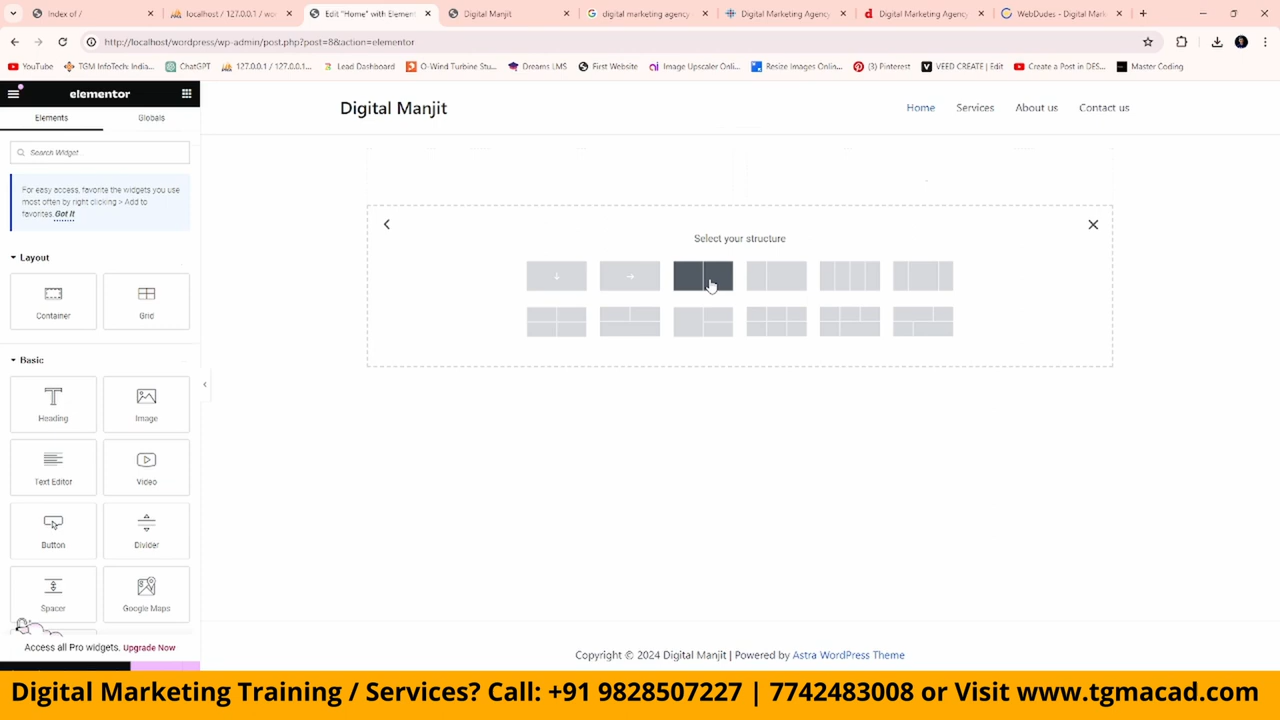 Index of /
localhost / 127.0.0.1 / wor
Edit "Home" with Element
Digital Manjit
digital marketing agency
Digital Marketing Agency
Digital Marketing Agency
WebDudes - Digital Mark
http://localhost/wordpress/wp-admin/post.php?post=8&action=elementor
YouTube
TGM InfoTech: India...
ChatGPT
127.0.0.1 / 127.0.0.1...
Lead Dashboard
O-Wind Turbine Stu...
Dreams LMS
First Website
Image Upscaler Onli...
Resize Images Onlin...
(3) Pinterest
VEED CREATE | Edit
Create a Post in DES...
Master Coding
elementor
Elements
Globals
Digital Manjit
Home
Services
About us
Contact us
Search Widget...
For easy access, favorite the widgets you use
most often by right clicking > Add to
favorites. Got It
Select your structure
Layout
Container
Grid
Basic
Heading
Image
Text Editor
Video
Button
Divider
Spacer
Google Maps
Access all Pro widgets. Upgrade Now
Copyright © 2024 Digital Manjit | Powered by Astra WordPress Theme
Digital Marketing Training / Services? Call: +91 9828507227 | 7742483008 or Visit www.tgmacad.com